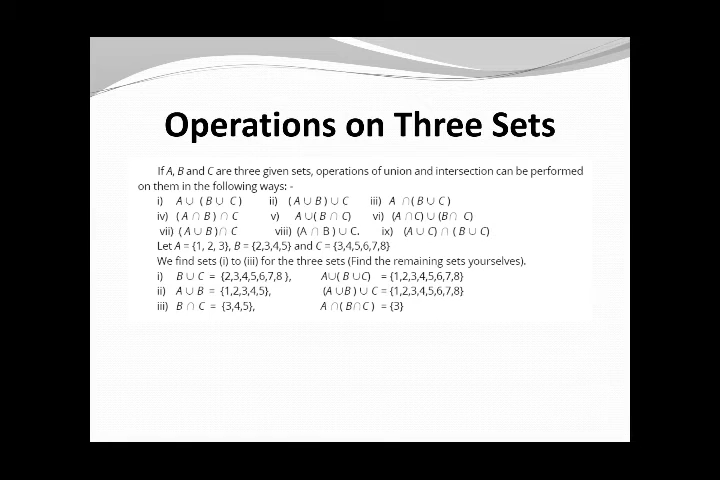 Operations on Three Sets
If A, B and C are three given sets, operations of union and intersection can be performed
on them in the following ways: -
i) A ∪ ( B ∪ C ) ii) ( A ∪ B ) ∪ C iii) A ∩ ( B ∪ C )
iv) ( A ∩ B ) ∩ C v) A ∪ ( B ∩ C ) vi) (A ∩ C) ∪ (B ∩ C)
vii) ( A ∪ B ) ∩ C viii) (A ∩ B ) ∪ C. ix) (A ∪ C) ∩ ( B ∪ C)
Let A = {1, 2, 3}, B = {2,3,4,5} and C = {3,4,5,6,7,8}
We find sets (i) to (iii) for the three sets (Find the remaining sets yourselves).
i) B ∪ C = {2,3,4,5,6,7,8 }, A ∪ ( B ∪ C) = {1,2,3,4,5,6,7,8}
ii) A ∪ B = {1,2,3,4,5}, (A ∪ B ) ∪ C = {1,2,3,4,5,6,7,8}
iii) B ∩ C = {3,4,5}, A ∩ ( B ∩ C ) = {3}